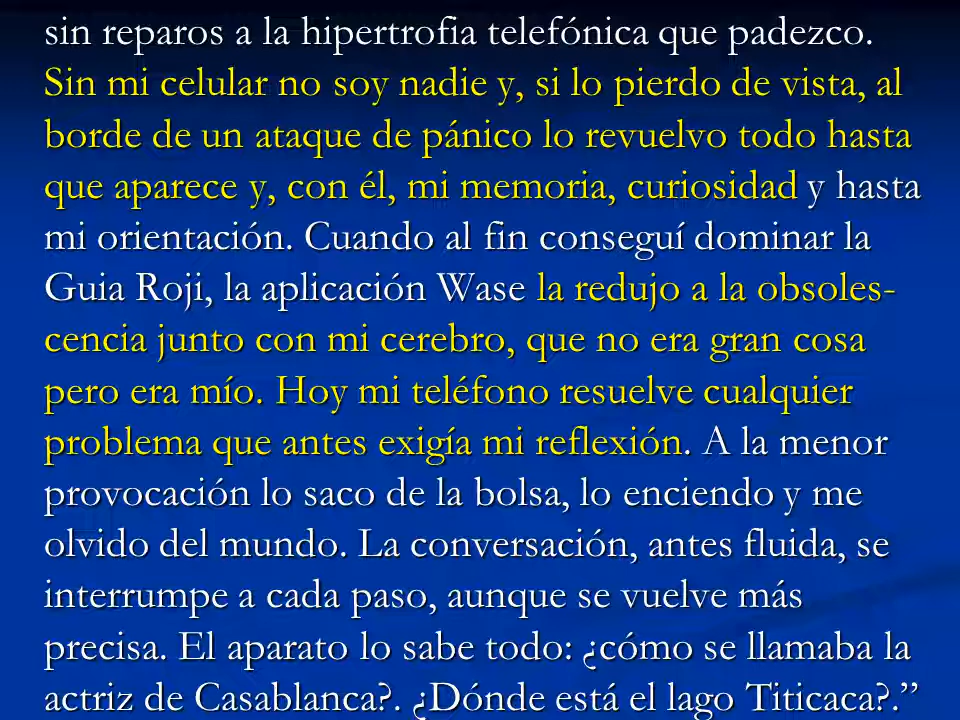 sin reparos a la hipertrofia telefónica que padezco.
Sin mi celular no soy nadie y, si lo pierdo de vista, al
borde de un ataque de pánico lo revuelvo todo hasta
que aparece y, con él, mi memoria, curiosidad y hasta
mi orientación. Cuando al fin conseguí dominar la
Guia Roji, la aplicación Wase la redujo a la obsoles-
cencia junto con mi cerebro, que no era gran cosa
pero era mío. Hoy mi teléfono resuelve cualquier
problema que antes exigía mi reflexión. A la menor
provocación lo saco de la bolsa, lo enciendo y me
olvido del mundo. La conversación, antes fluida, se
interrumpe a cada paso, aunque se vuelve más
precisa. El aparato lo sabe todo: ¿cómo se llamaba la
actriz de Casablanca?. ¿Dónde está el lago Titicaca?.”